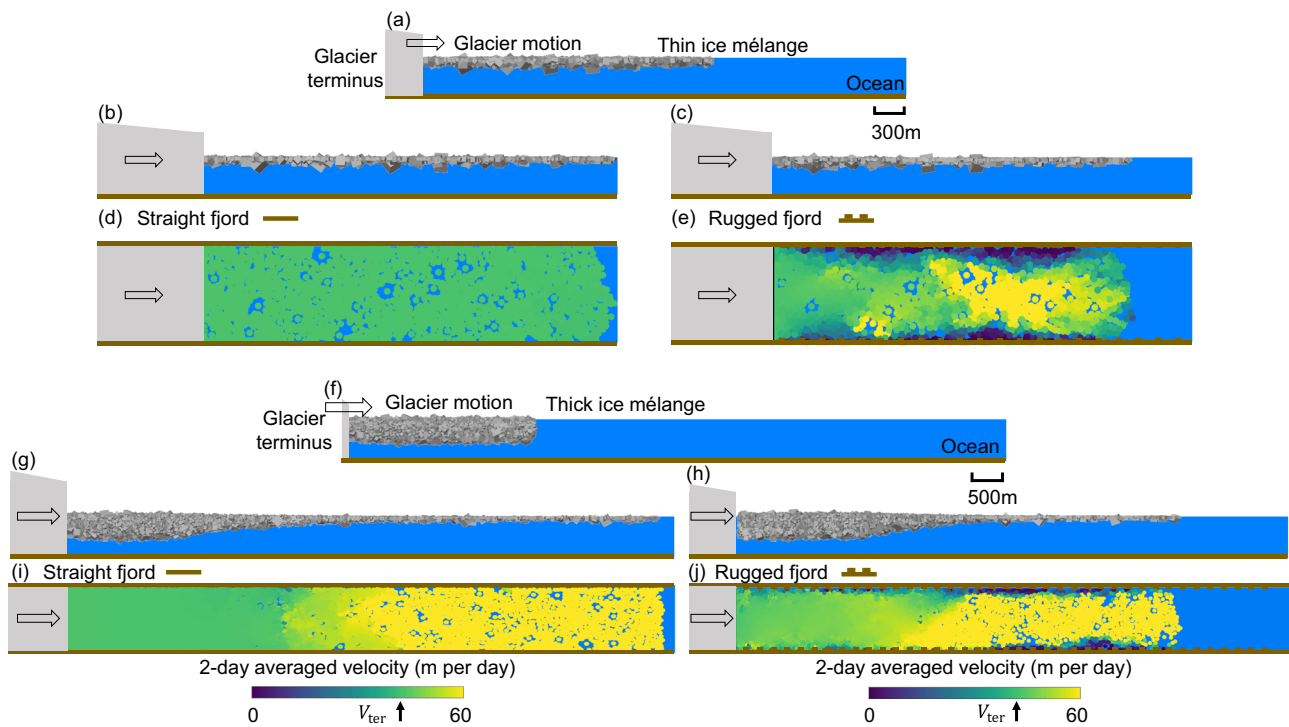 (a)
Glacier terminus
Glacier motion
Thin ice mélange
Ocean
300m
(b)
(c)
(d) Straight fjord
(e) Rugged fjord
(f)
Glacier terminus
Glacier motion
Thick ice mélange
Ocean
500m
(g)
(h)
(i) Straight fjord
(j) Rugged fjord
2-day averaged velocity (m per day)
0 Vter 60
2-day averaged velocity (m per day)
0 Vter 60